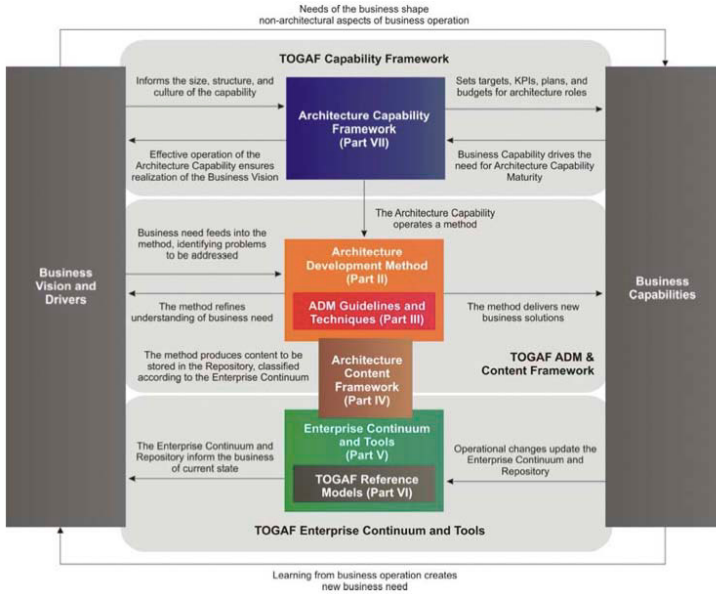 Needs of the business shape
non-architectural aspects of business operation
TOGAF Capability Framework
Informs the size, structure, and
culture of the capability
Sets targets, KPIs, plans, and
budgets for architecture roles
Architecture Capability
Framework
(Part VII)
Effective operation of the
Architecture Capability ensures
realization of the Business Vision
Business Capability drives the
need for Architecture Capability
Maturity
The Architecture Capability
operates a method
Business need feeds into the
method, identifying problems
to be addressed
Architecture
Development Method
(Part II)
Business
Vision and
Drivers
Business
Capabilities
ADM Guidelines and
Techniques (Part III)
The method refines
understanding of business need
The method delivers new
business solutions
The method produces content to be
stored in the Repository, classified
according to the Enterprise Continuum
Architecture
Content
Framework
(Part IV)
TOGAF ADM &
Content Framework
Enterprise Continuum
and Tools
(Part V)
The Enterprise Continuum and
Repository inform the business
of current state
Operational changes update the
Enterprise Continuum and
Repository
TOGAF Reference
Models (Part VI)
TOGAF Enterprise Continuum and Tools
Learning from business operation creates
new business need